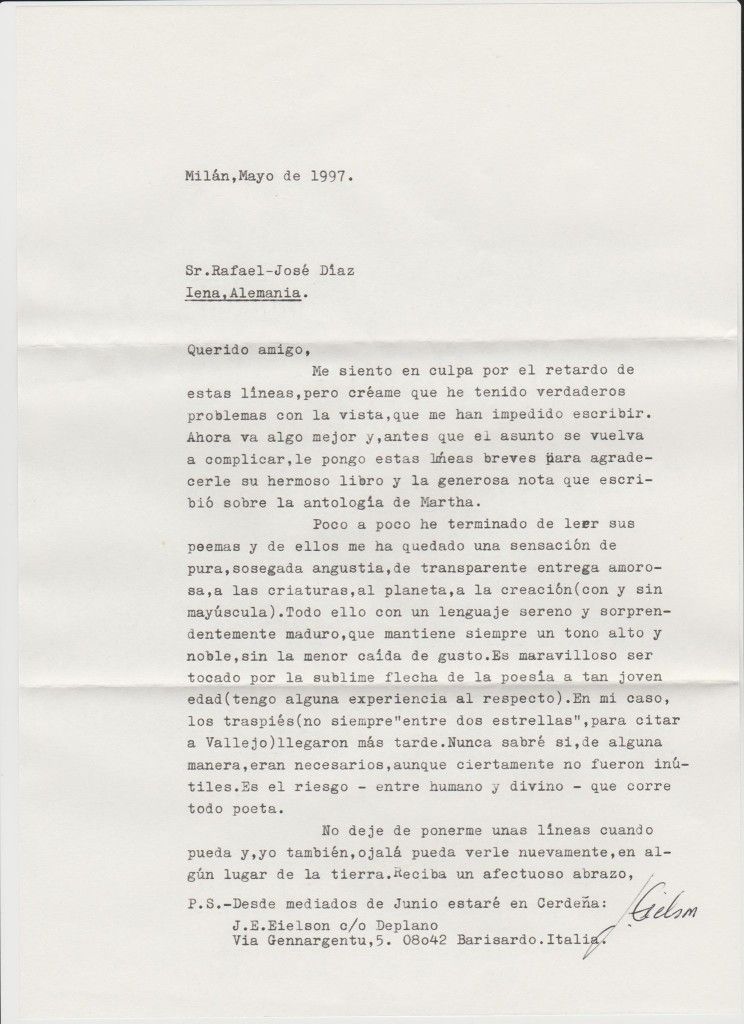 Milán,Mayo de 1997.
Sr.Rafael-José Díaz
Iena,Alemania.
Querido amigo,
Me siento en culpa por el retardo de
estas líneas,pero créame que he tenido verdaderos
problemas con la vista,que me han impedido escribir.
Ahora va algo mejor y,antes que el asunto se vuelva
a complicar,le pongo estas líneas breves para agrade-
cerle su hermoso libro y la generosa nota que escri-
bió sobre la antología de Martha.
Poco a poco he terminado de leer sus
poemas y de ellos me ha quedado una sensación de
pura,sosegada angustia,de transparente entrega amoro-
sa,a las criaturas,al planeta,a la creación(con y sin
mayúscula).Todo ello con un lenguaje sereno y sorpren-
dentemente maduro,que mantiene siempre un tono alto y
noble,sin la menor caída de gusto.Es maravilloso ser
tocado por la sublime flecha de la poesía a tan joven
edad(tengo alguna experiencia al respecto).En mi caso,
los traspiés(no siempre"entre dos estrellas",para citar
a Vallejo)llegaron más tarde.Nunca sabré si,de alguna
manera,eran necesarios,aunque ciertamente no fueron inú-
tiles.Es el riesgo - entre humano y divino - que corre
todo poeta.
No deje de ponerme unas líneas cuando
pueda y,yo también,ojalá pueda verle nuevamente,en al-
gún lugar de la tierra.Reciba un afectuoso abrazo,
Eielson
P.S.-Desde mediados de Junio estaré en Cerdeña:
J.E.Eielson c/o Deplano
Via Gennargentu,5. 08o42 Barisardo.Italia.